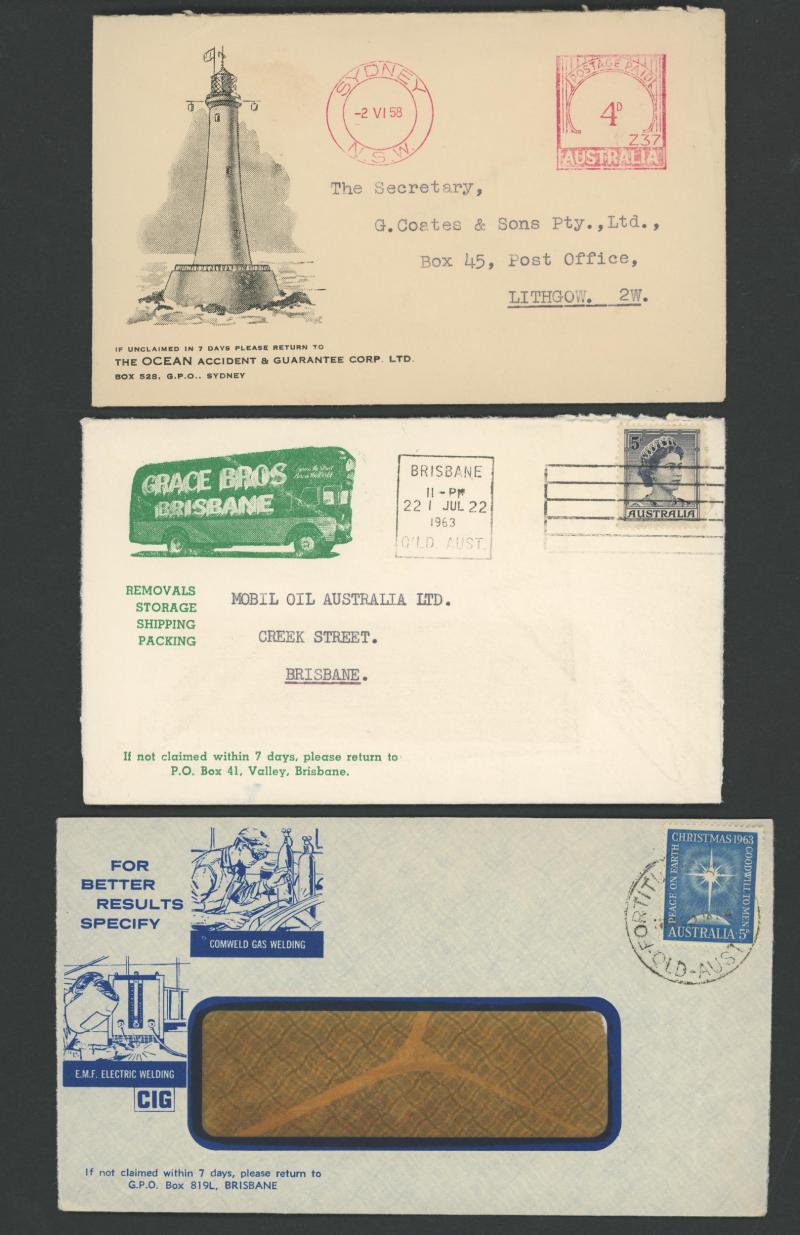 SYDNEY
-2 VI 58
N.S.W.
POSTAGE PAID
4D
Z37
AUSTRALIA
The Secretary,
G.Coates & Sons Pty.,Ltd.,
Box 45, Post Office,
LITHGOW. 2W.
IF UNCLAIMED IN 7 DAYS PLEASE RETURN TO
THE OCEAN ACCIDENT & GUARANTEE CORP. LTD.
BOX 528, G.P.O., SYDNEY
GRACE BROS
BRISBANE
BRISBANE
11-PM
22 1 JUL 22
1963
Q'LD. AUST.
5D
AUSTRALIA
REMOVALS
STORAGE
SHIPPING
PACKING
MOBIL OIL AUSTRALIA LTD.
CREEK STREET.
BRISBANE.
If not claimed within 7 days, please return to
P.O. Box 41, Valley, Brisbane.
FOR
BETTER
RESULTS
SPECIFY
COMWELD GAS WELDING
E.M.F. ELECTRIC WELDING
CIG
CHRISTMAS 1963
PEACE ON EARTH
GOODWILL TO MEN
AUSTRALIA 5D
FORTITU
QLD-AUST
If not claimed within 7 days, please return to
G.P.O. Box 819L, BRISBANE